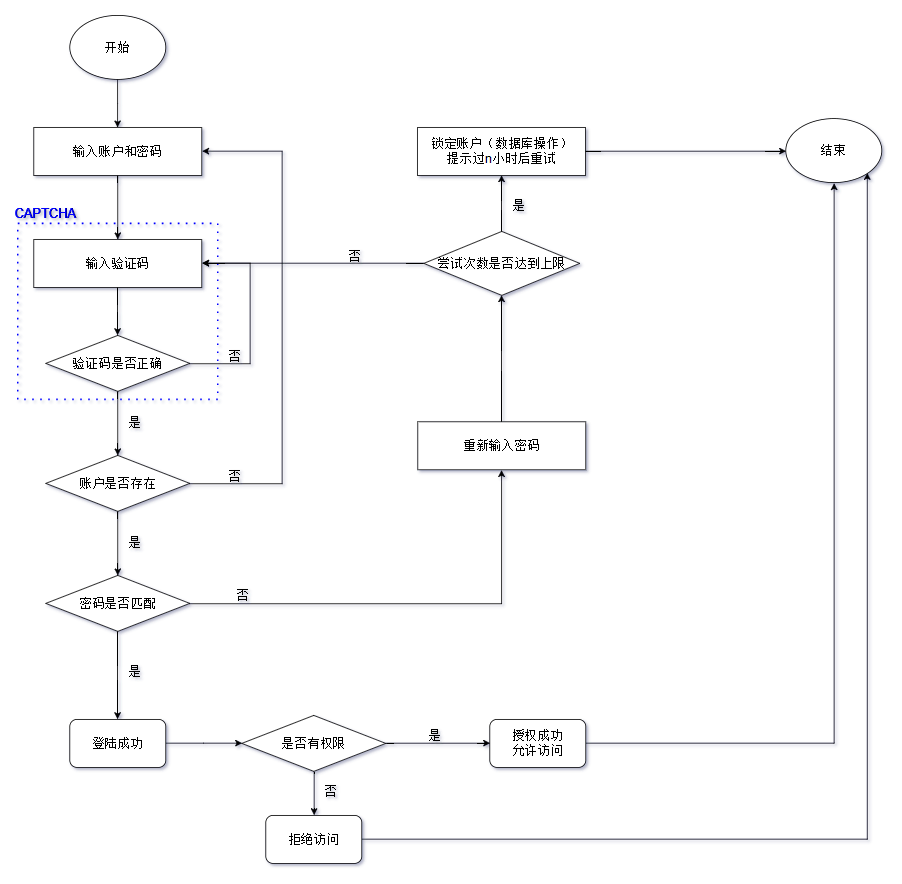 开始
输入账户和密码
锁定账户（数据库操作）
提示过n小时后重试
结束
是
CAPTCHA
输入验证码
否
尝试次数是否达到上限
验证码是否正确
否
是
重新输入密码
账户是否存在
否
是
密码是否匹配
否
是
登陆成功
是否有权限
是
授权成功
允许访问
否
拒绝访问